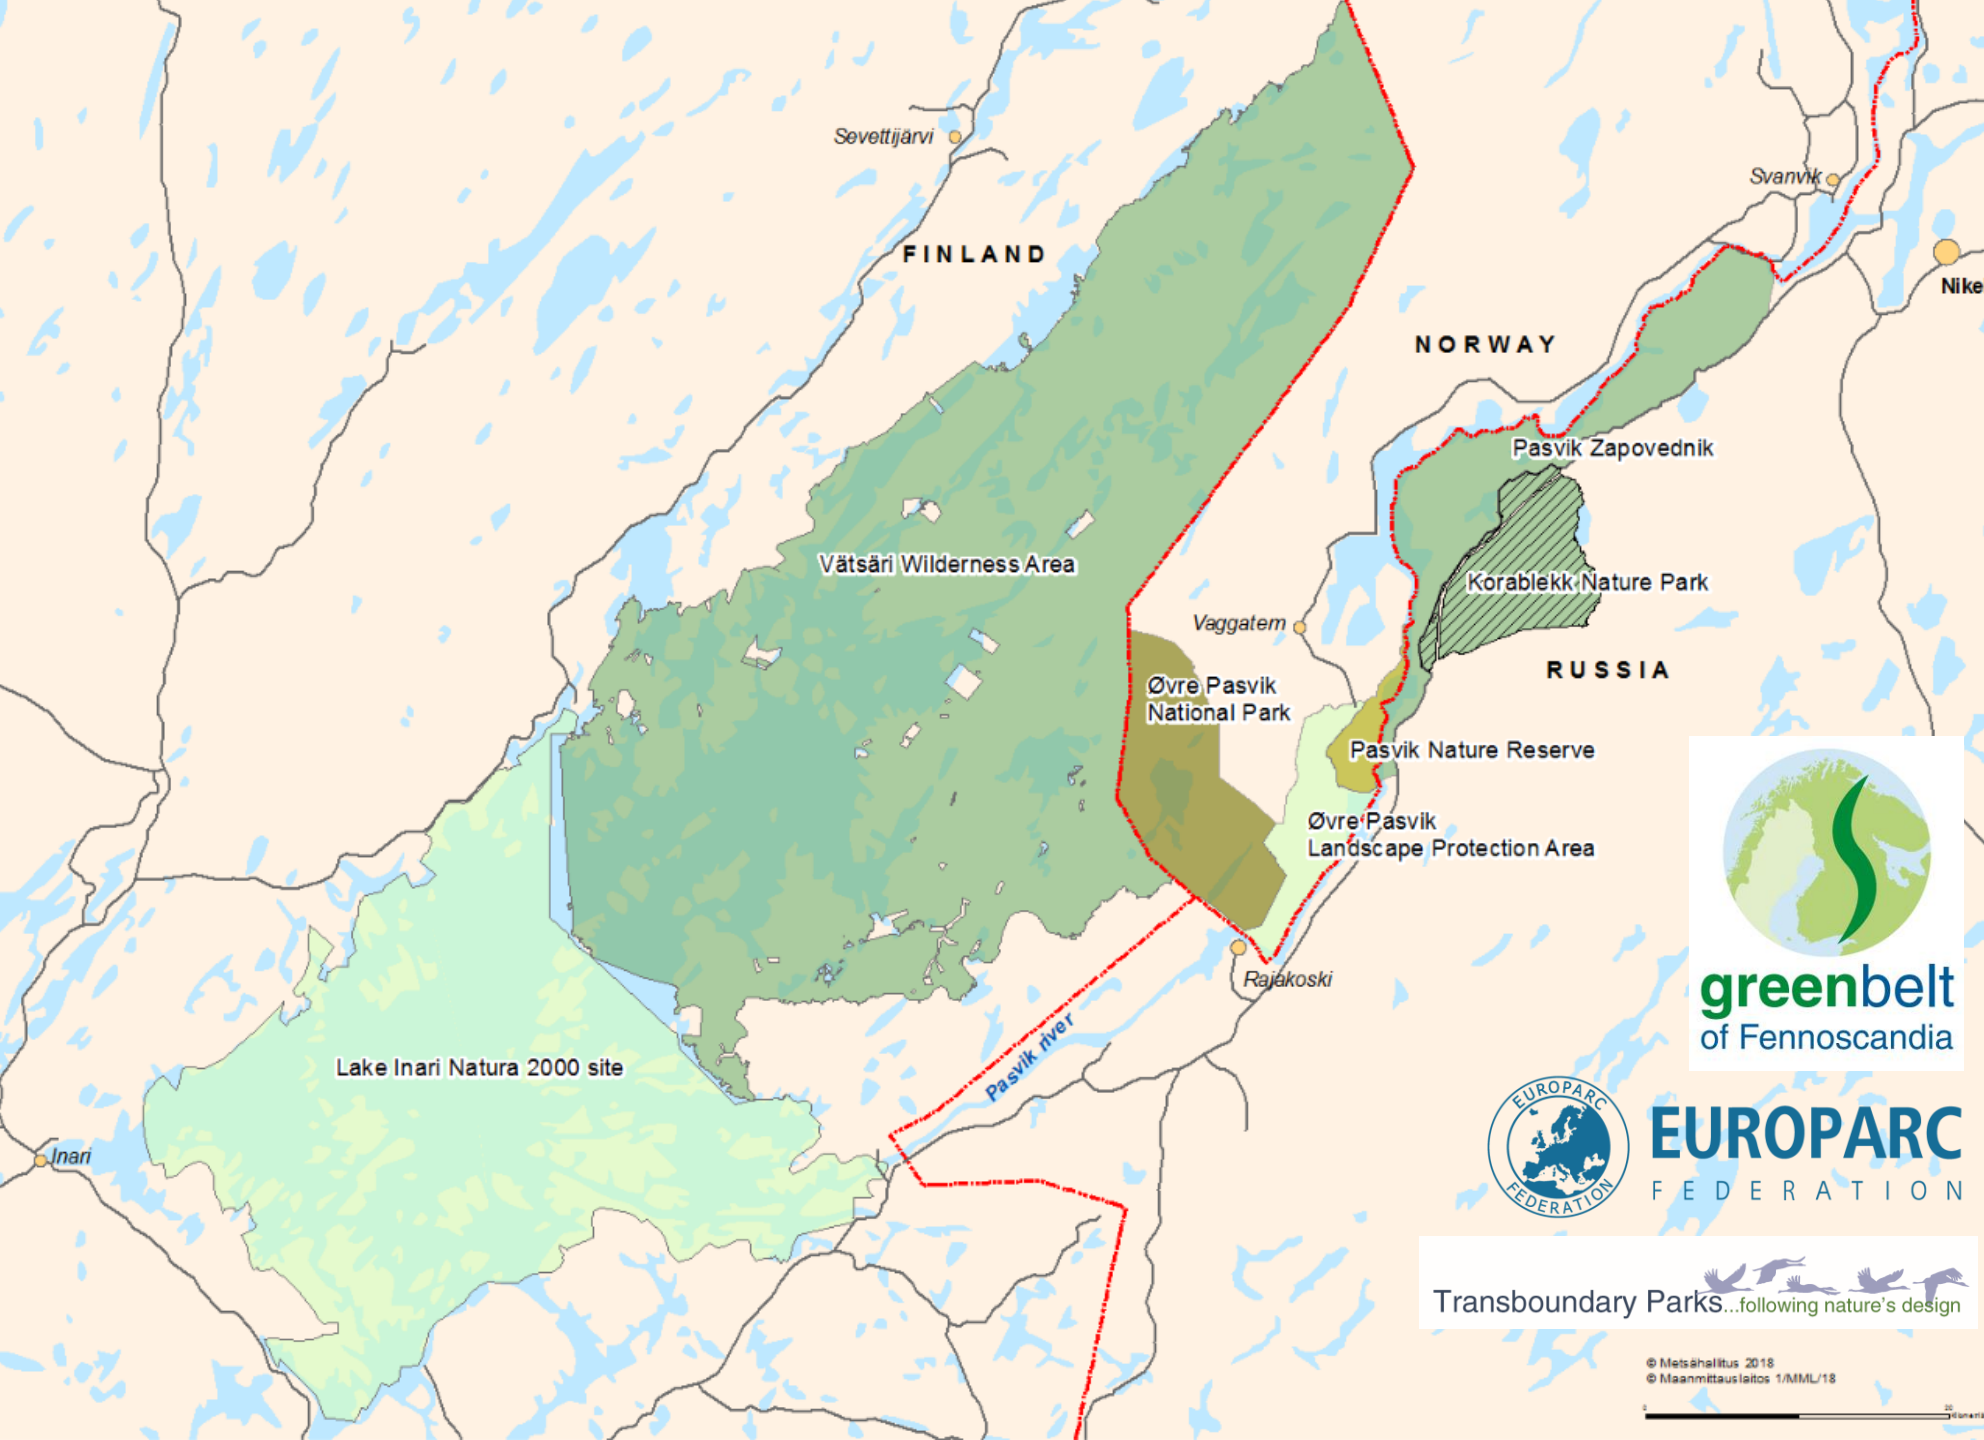 Sevettijärvi
Svanvik
FINLAND
Nike
NORWAY
Pasvik Zapovednik
Vätsäri Wilderness Area
Korablekk Nature Park
Vaggatem
RUSSIA
Øvre Pasvik
National Park
Pasvik Nature Reserve
Øvre Pasvik
Landscape Protection Area
Rajakoski
greenbelt
of Fennoscandia
Pasvik river
Lake Inari Natura 2000 site
Inari
EUROPARC
FEDERATION
EUROPARC
FEDERATION
Transboundary Parks...following nature's design
© Metsähallitus 2018
© Maanmittauslaitos 1/MML/18
0 20